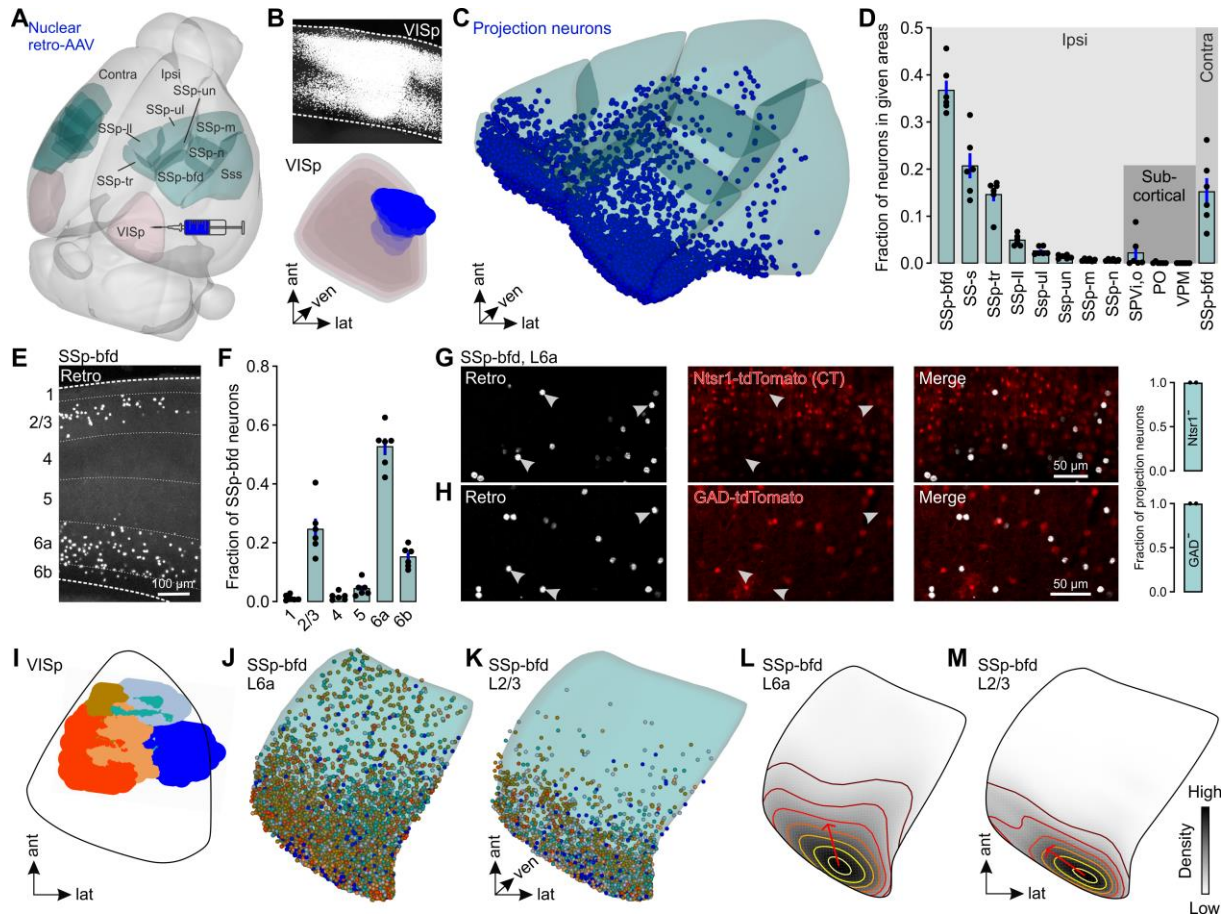 A
Nuclear
retro-AAV
Contra
Ipsi
SSp-un
SSp-ul
SSp-ll
SSp-m
SSp-n
SSp-tr
SSp-bfd
Sss
VISp
B
VISp
VISp
ant
ven
lat
C
Projection neurons
D
Fraction of neurons in given areas
0.5
0.4
0.3
0.2
0.1
0.0
Ipsi
Contra
Sub-
cortical
SSp-bfd
SS-s
SSp-tr
SSp-ll
Ssp-ul
Ssp-un
SSp-m
SSp-n
SPVi,o
PO
VPM
SSp-bfd
E
SSp-bfd
Retro
1
2/3
4
5
6a
6b
100 µm
F
Fraction of SSp-bfd neurons
0.8
0.6
0.4
0.2
0.0
1
2/3
4
5
6a
6b
G
SSp-bfd, L6a
Retro
Ntsr1-tdTomato (CT)
Merge
50 µm
1.0
0.5
0.0
Ntsr1⁻
Fraction of projection neurons
H
Retro
GAD-tdTomato
Merge
50 µm
1.0
0.5
0.0
GAD⁻
I
VISp
ant
lat
J
SSp-bfd
L6a
K
SSp-bfd
L2/3
ant
ven
lat
L
SSp-bfd
L6a
M
SSp-bfd
L2/3
ant
lat
High
Density
Low